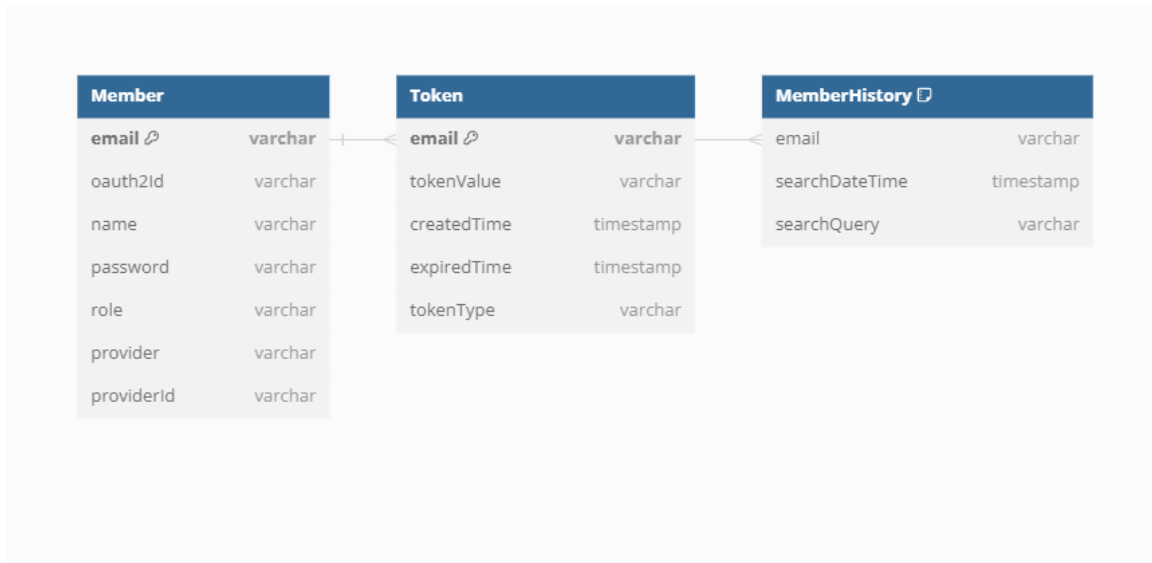 Member
email varchar
oauth2Id varchar
name varchar
password varchar
role varchar
provider varchar
providerId varchar
Token
email varchar
tokenValue varchar
createdTime timestamp
expiredTime timestamp
tokenType varchar
MemberHistory
email varchar
searchDateTime timestamp
searchQuery varchar